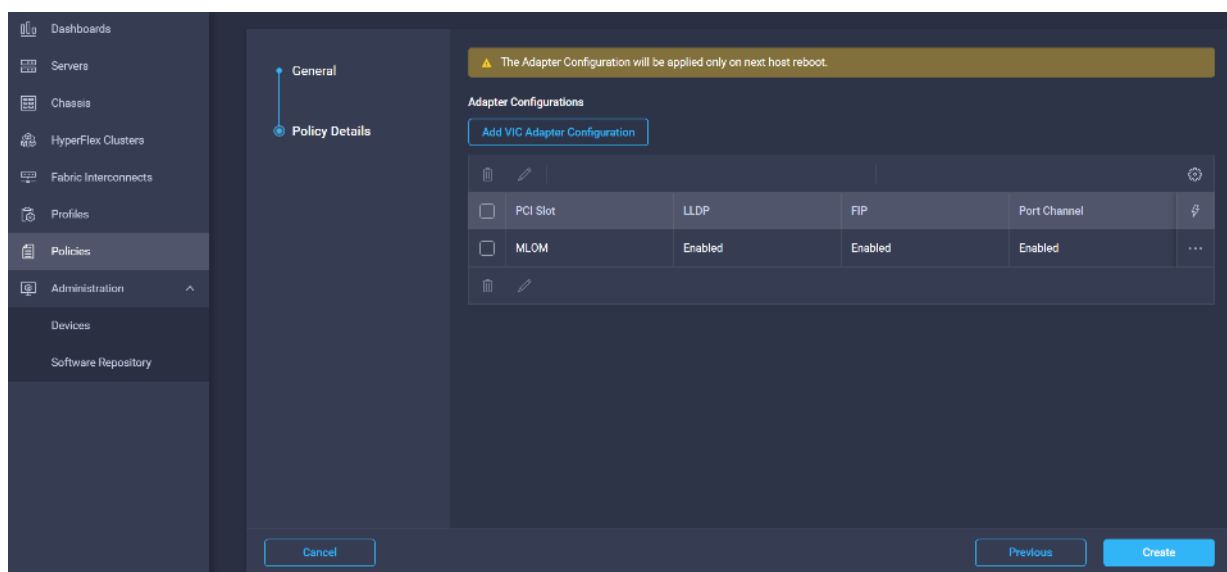 Dashboards
Servers
Chassis
HyperFlex Clusters
Fabric Interconnects
Profiles
Policies
Administration
Devices
Software Repository
General
Policy Details
The Adapter Configuration will be applied only on next host reboot.
Adapter Configurations
Add VIC Adapter Configuration
PCI Slot LLDP FIP Port Channel
MLOM Enabled Enabled Enabled
Cancel Previous Create